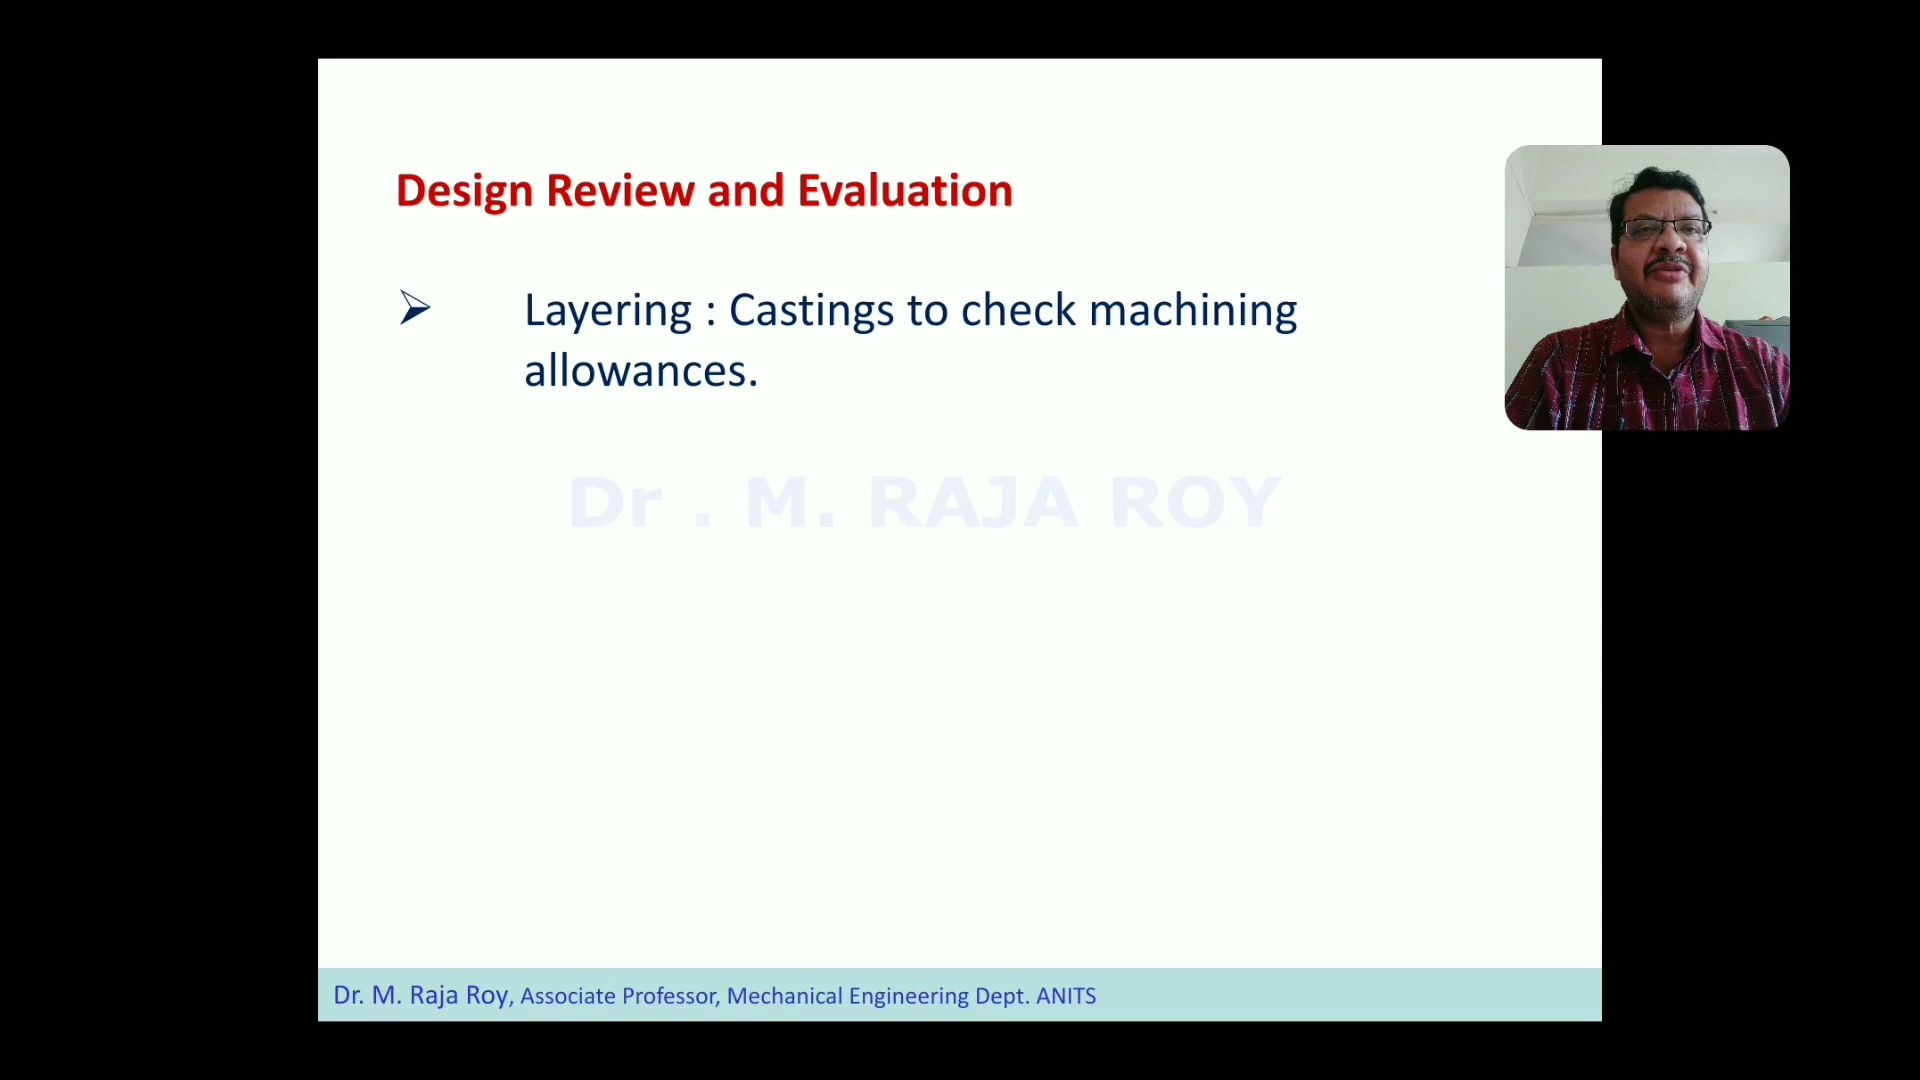 Design Review and Evaluation
Layering : Castings to check machining
allowances.
Dr . M. RAJA ROY
Dr. M. Raja Roy, Associate Professor, Mechanical Engineering Dept. ANITS